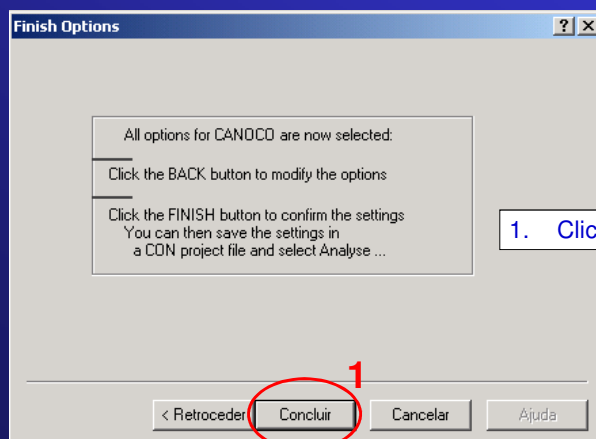 Finish Options
All options for CANOCO are now selected:
Click the BACK button to modify the options
Click the FINISH button to confirm the settings
You can then save the settings in
a CON project file and select Analyse ...
1. Clic
1
< Retroceder
Concluir
Cancelar
Ajuda